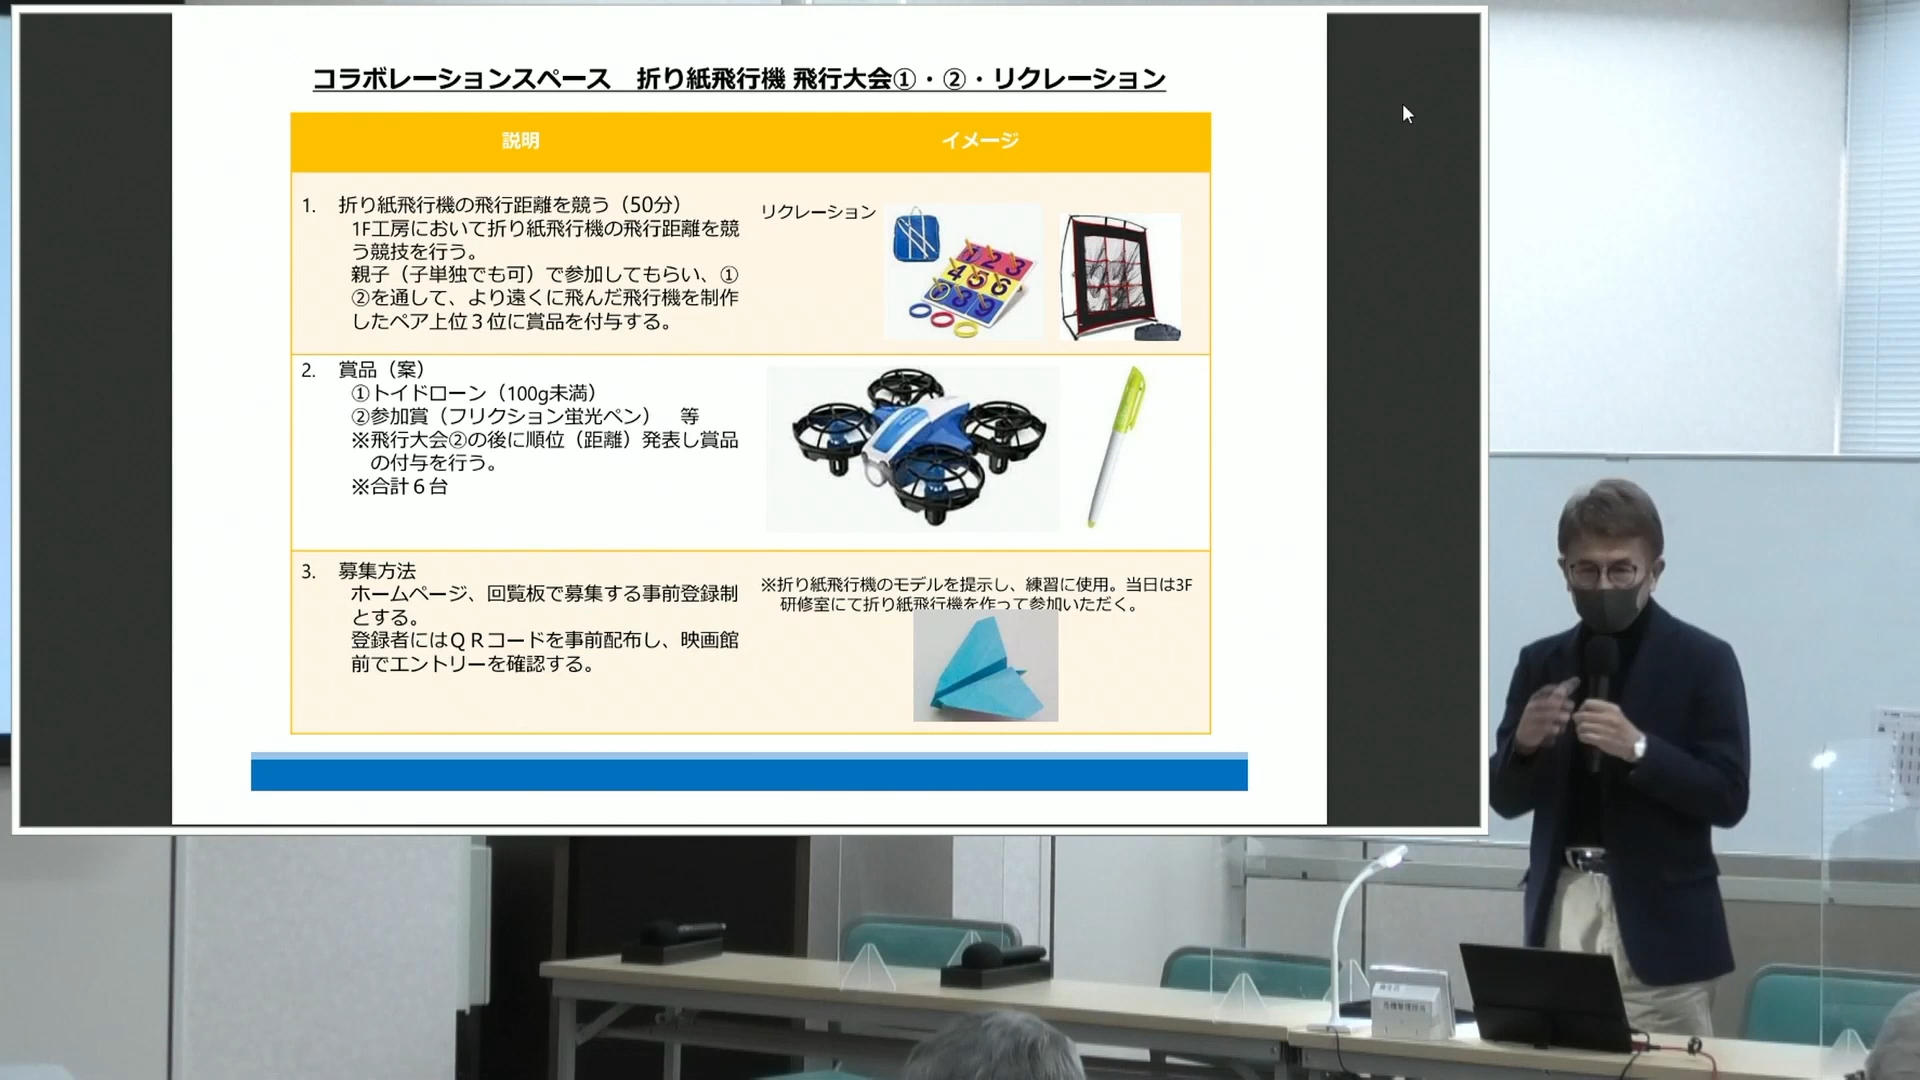 コラボレーションスペース　折り紙飛行機 飛行大会①・②・リクレーション
説明
イメージ
1. 折り紙飛行機の飛行距離を競う（50分）
1F工房において折り紙飛行機の飛行距離を競
う競技を行う。
親子（子単独でも可）で参加してもらい、①
②を通して、より遠くに飛んだ飛行機を制作
したペア上位３位に賞品を付与する。
リクレーション
1 2 3
4 5 6
2. 賞品（案）
①トイドローン（100g未満）
②参加賞（フリクション蛍光ペン）　等
※飛行大会②の後に順位（距離）発表し賞品
の付与を行う。
※合計６台
3. 募集方法
ホームページ、回覧板で募集する事前登録制
とする。
登録者にはＱＲコードを事前配布し、映画館
前でエントリーを確認する。
※折り紙飛行機のモデルを提示し、練習に使用。当日は3F
研修室にて折り紙飛行機を作って参加いただく。